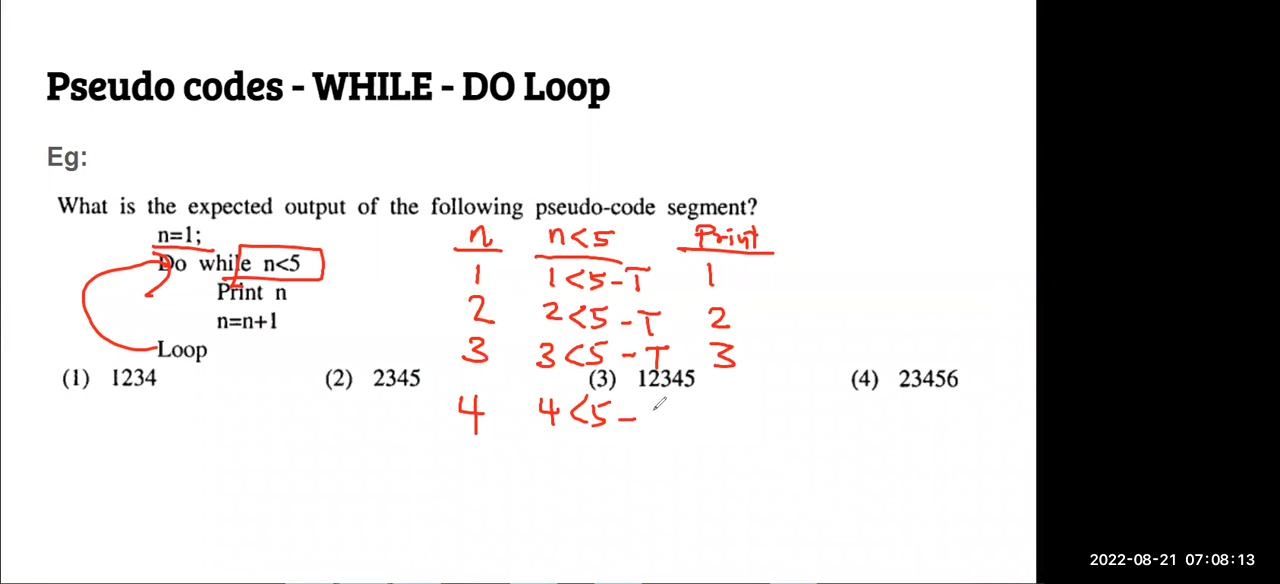 Pseudo codes - WHILE - DO Loop
Eg:
What is the expected output of the following pseudo-code segment?
n=1;
Do while n<5
Print n
n=n+1
Loop
n n<5 Print
1 1<5-T 1
2 2<5-T 2
3 3<5-T 3
(1) 1234 (2) 2345 (3) 12345 (4) 23456
4 4<5-
2022-08-21 07:08:13